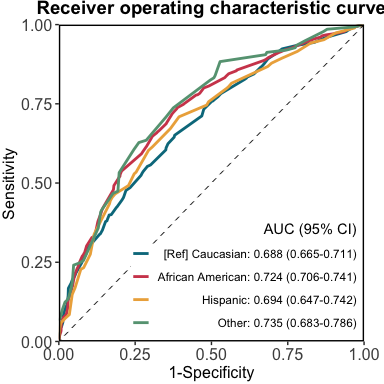 Receiver operating characteristic curve
1.00
0.75
0.50
0.25
0.00
Sensitivity
AUC (95% CI)
[Ref] Caucasian: 0.688 (0.665-0.711)
African American: 0.724 (0.706-0.741)
Hispanic: 0.694 (0.647-0.742)
Other: 0.735 (0.683-0.786)
0.00 0.25 0.50 0.75 1.00
1-Specificity